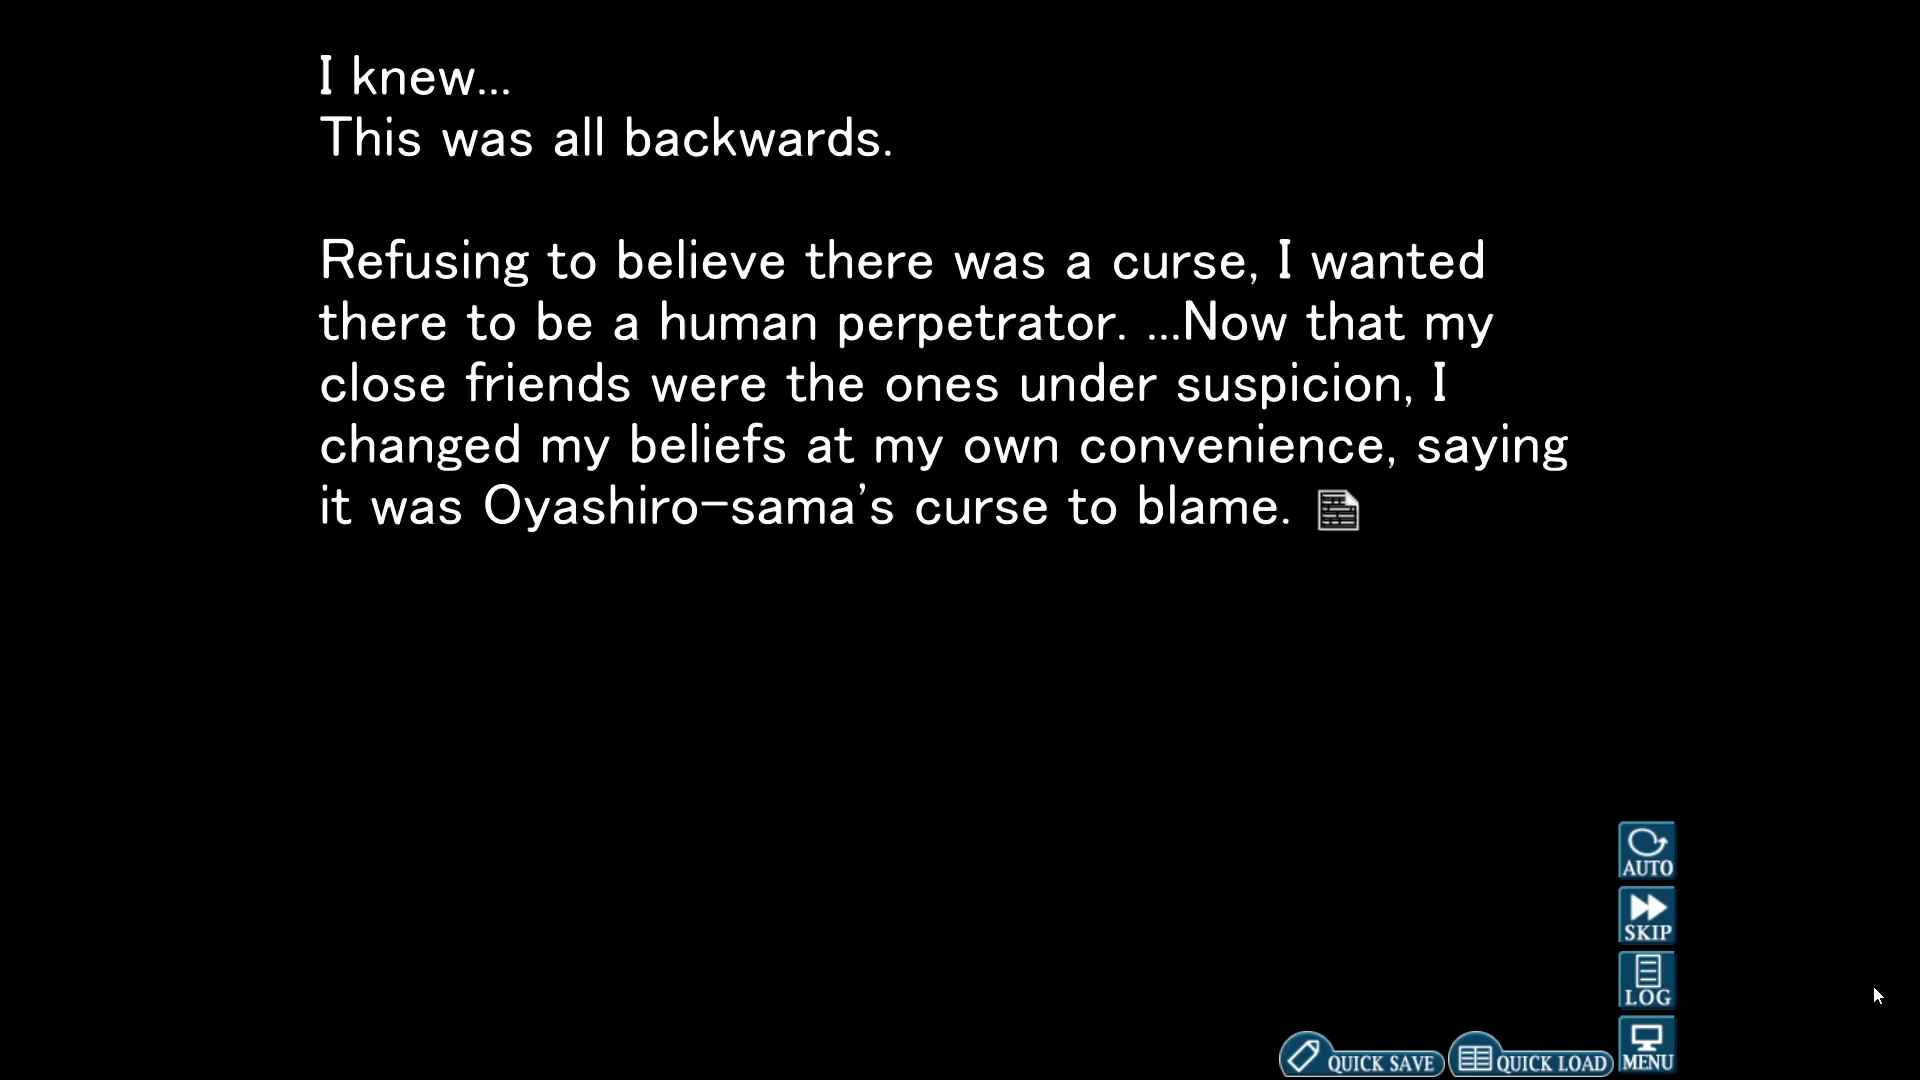 I knew...
This was all backwards.
Refusing to believe there was a curse, I wanted
there to be a human perpetrator. ...Now that my
close friends were the ones under suspicion, I
changed my beliefs at my own convenience, saying
it was Oyashiro-sama's curse to blame.
AUTO
SKIP
LOG
MENU
QUICK SAVE
QUICK LOAD